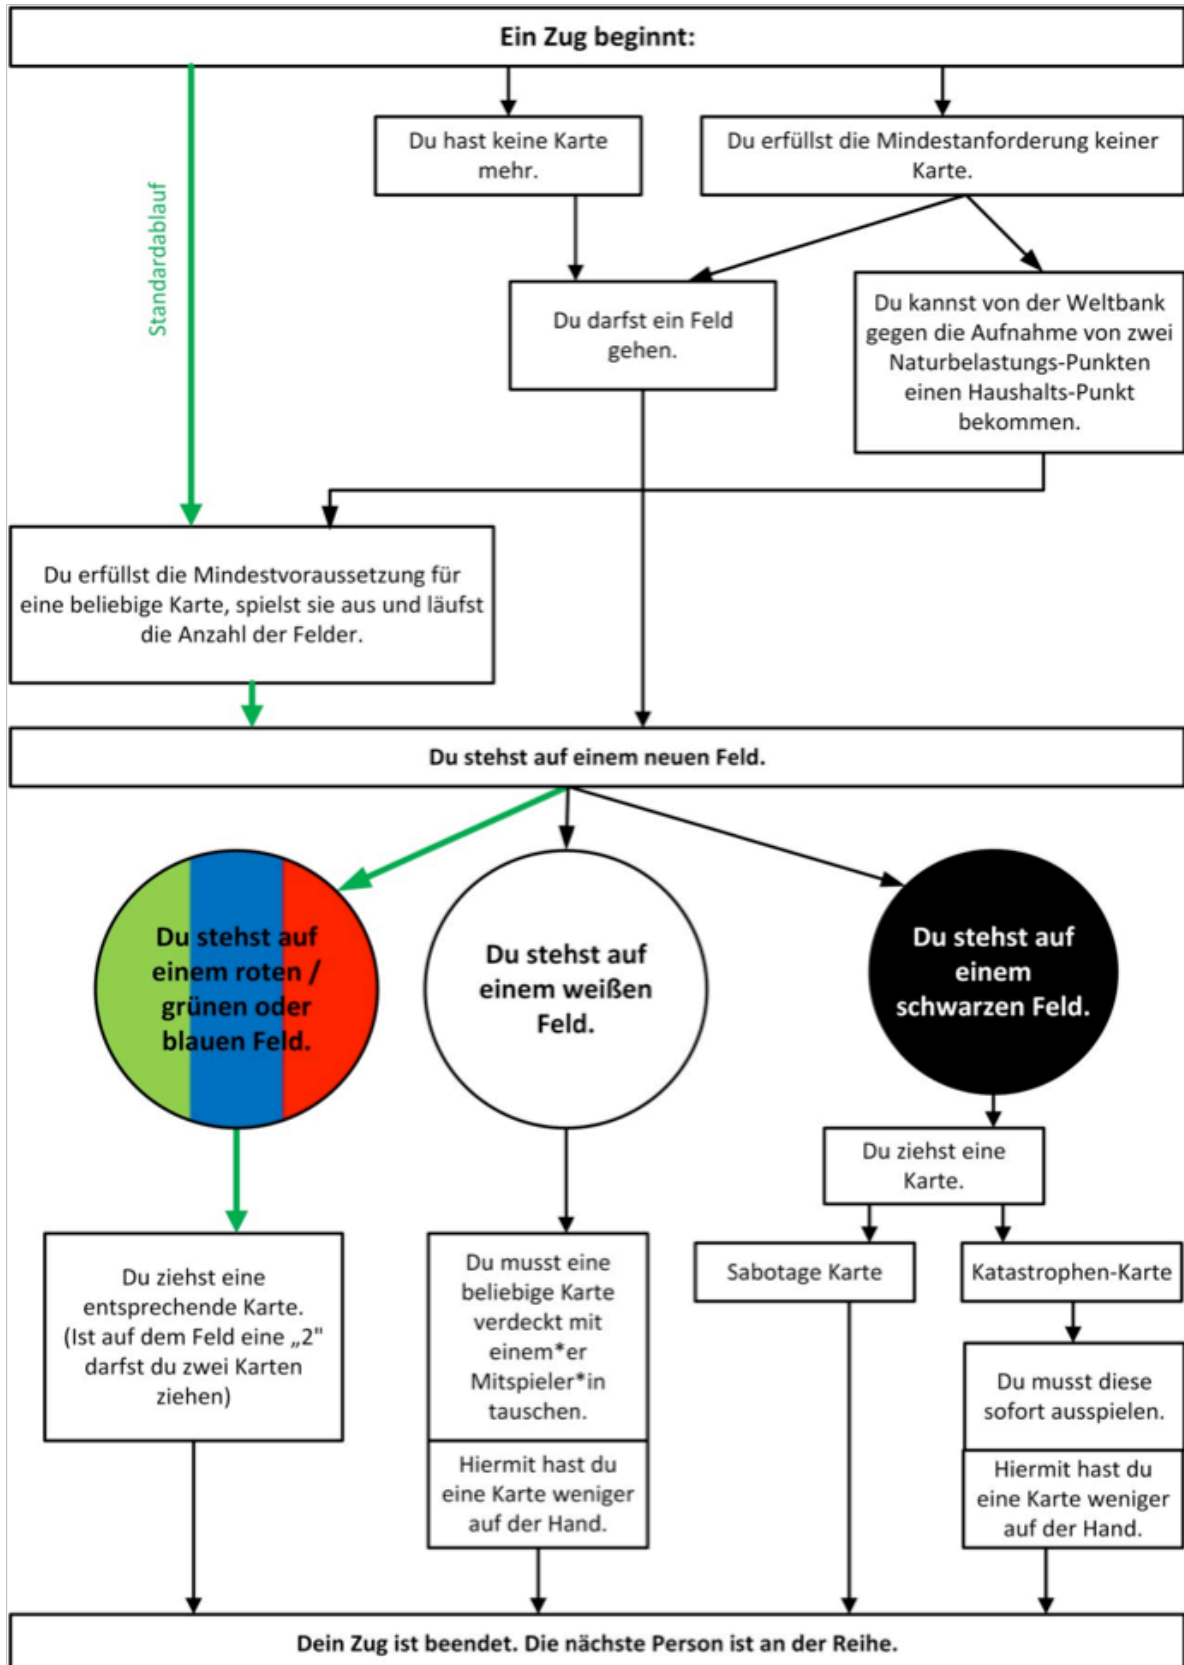 Ein Zug beginnt:
Du hast keine Karte
mehr.
Du erfüllst die Mindestanforderung keiner
Karte.
Standardablauf
Du darfst ein Feld
gehen.
Du kannst von der Weltbank
gegen die Aufnahme von zwei
Naturbelastungs-Punkten
einen Haushalts-Punkt
bekommen.
Du erfüllst die Mindestvoraussetzung für
eine beliebige Karte, spielst sie aus und läufst
die Anzahl der Felder.
Du stehst auf einem neuen Feld.
Du stehst auf
einem roten /
grünen oder
blauen Feld.
Du stehst auf
einem weißen
Feld.
Du stehst auf
einem
schwarzen Feld.
Du ziehst eine
Karte.
Du ziehst eine
entsprechende Karte.
(Ist auf dem Feld eine „2"
darfst du zwei Karten
ziehen)
Du musst eine
beliebige Karte
verdeckt mit
einem*er
Mitspieler*in
tauschen.
Hiermit hast du
eine Karte weniger
auf der Hand.
Sabotage Karte
Katastrophen-Karte
Du musst diese
sofort ausspielen.
Hiermit hast du
eine Karte weniger
auf der Hand.
Dein Zug ist beendet. Die nächste Person ist an der Reihe.